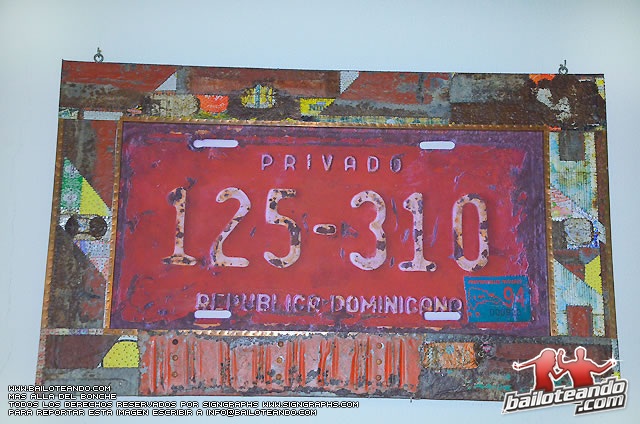 PRIVADO
125-310
REPUBLICA DOMINICANA
94
WWW.BAILOTEANDO.COM
MAS ALLA DEL BONCHE
TODOS LOS DERECHOS RESERVADOS POR SIGNGRAPHS WWW.SIGNGRAPHS.COM
PARA REPORTAR ESTA IMAGEN ESCRIBIR A INFO@BAILOTEANDO.COM
bailoteando.com